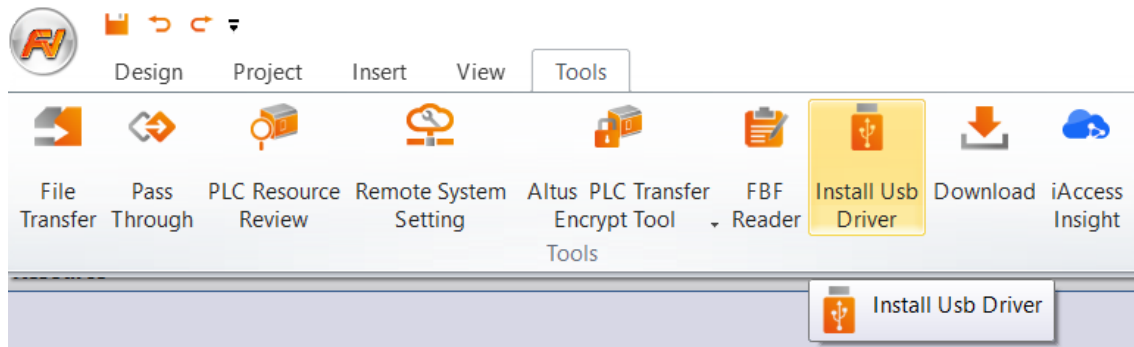 Design Project Insert View Tools
File Transfer
Pass Through
PLC Resource Review
Remote System Setting
Altus PLC Transfer Encrypt Tool
FBF Reader
Install Usb Driver
Download
iAccess Insight
Tools
Install Usb Driver